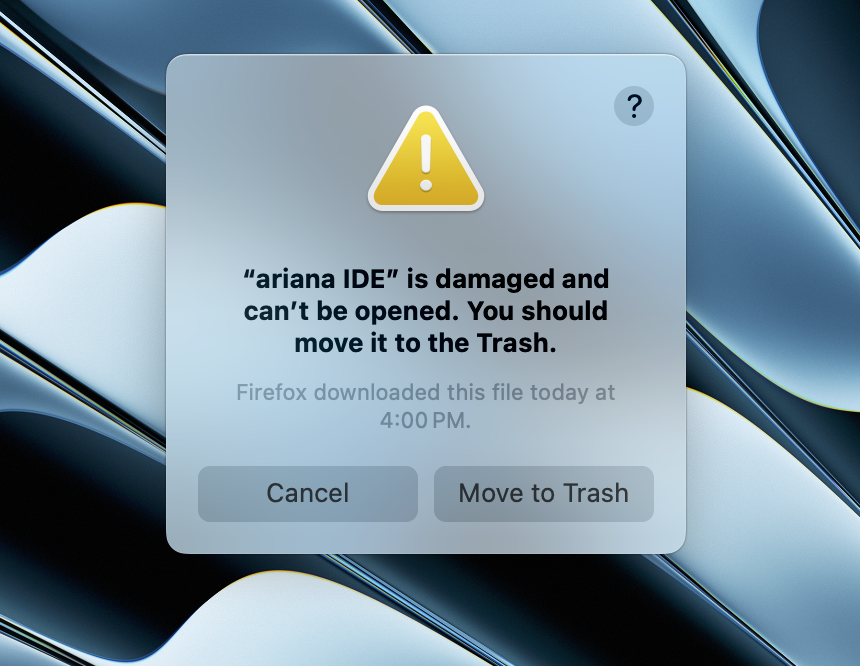 ?
“ariana IDE” is damaged and
can’t be opened. You should
move it to the Trash.
Firefox downloaded this file today at
4:00 PM.
Cancel
Move to Trash